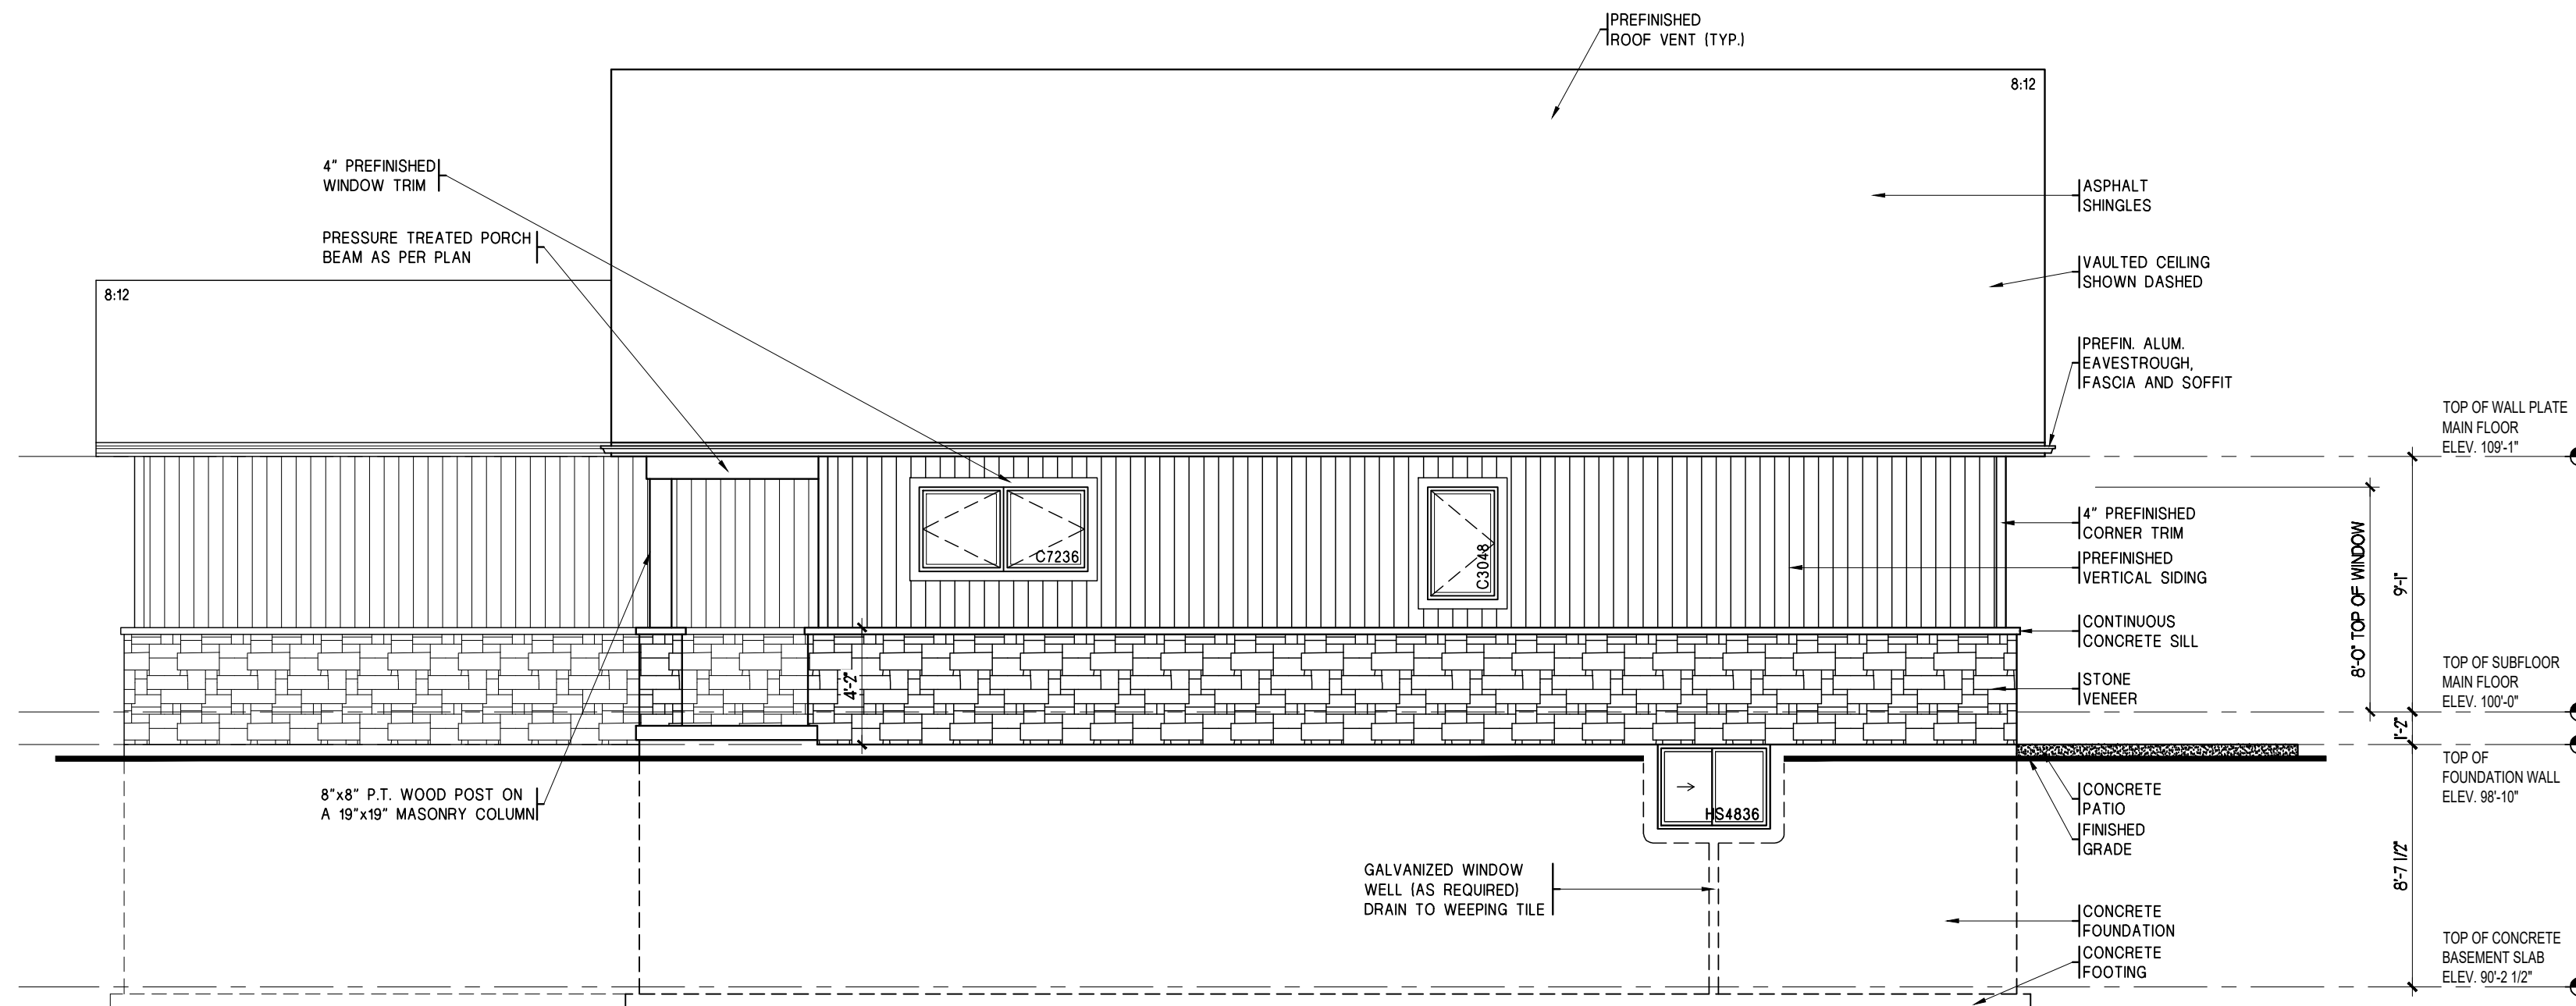 PREFINISHED
ROOF VENT (TYP.)
8:12
4" PREFINISHED
WINDOW TRIM
ASPHALT
SHINGLES
PRESSURE TREATED PORCH
BEAM AS PER PLAN
VAULTED CEILING
SHOWN DASHED
8:12
PREFIN. ALUM.
EAVESTROUGH,
FASCIA AND SOFFIT
TOP OF WALL PLATE
MAIN FLOOR
ELEV. 109'-1"
4" PREFINISHED
CORNER TRIM
C7236
C3048
PREFINISHED
VERTICAL SIDING
8'-0" TOP OF WINDOW
9'-1"
CONTINUOUS
CONCRETE SILL
4'-2"
STONE
VENEER
TOP OF SUBFLOOR
MAIN FLOOR
ELEV. 100'-0"
1'-2"
TOP OF
FOUNDATION WALL
ELEV. 98'-10"
8"x8" P.T. WOOD POST ON
A 19"x19" MASONRY COLUMN
HS4836
CONCRETE
PATIO
FINISHED
GRADE
GALVANIZED WINDOW
WELL (AS REQUIRED)
DRAIN TO WEEPING TILE
8'-7 1/2"
CONCRETE
FOUNDATION
CONCRETE
FOOTING
TOP OF CONCRETE
BASEMENT SLAB
ELEV. 90'-2 1/2"